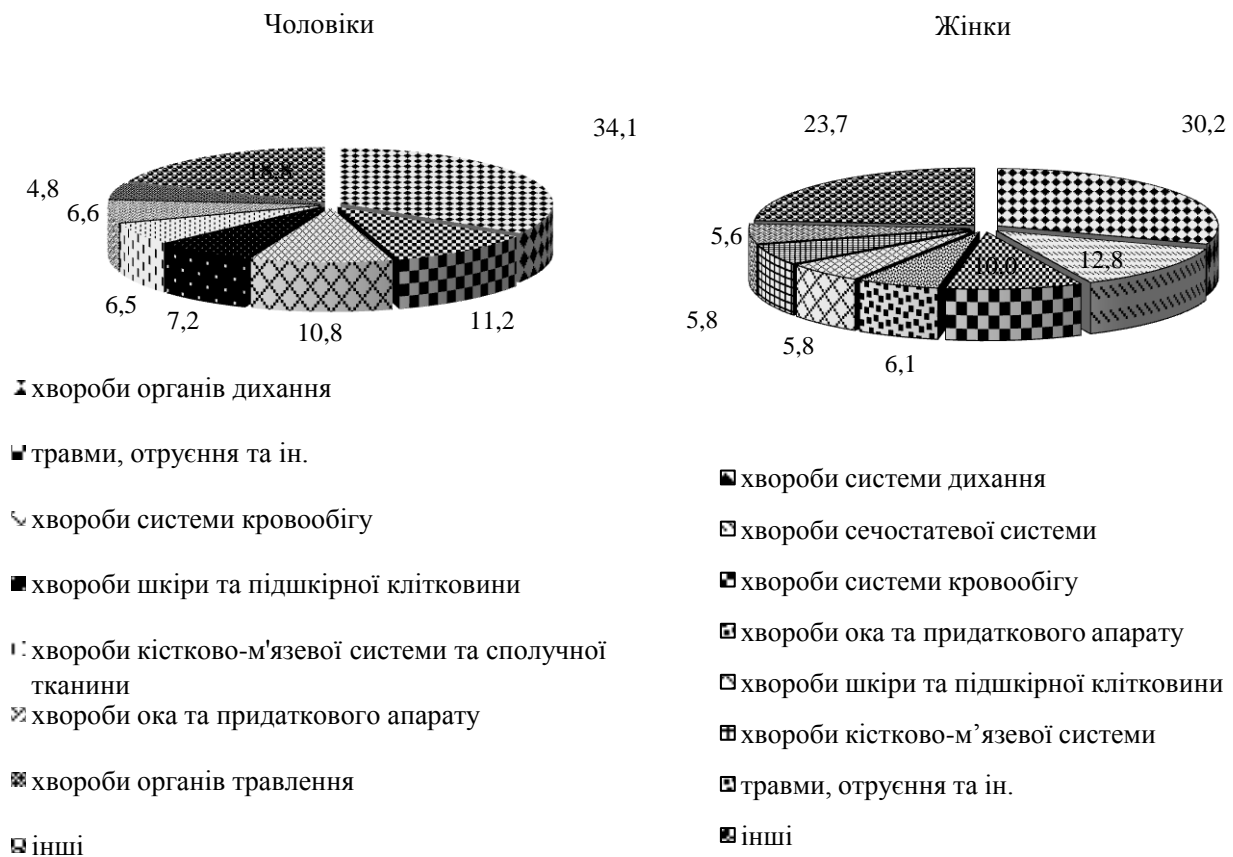 Чоловіки
34,1
18,8
4,8
6,6
6,5
7,2
10,8
11,2
хвороби органів дихання
травми, отруєння та ін.
хвороби системи кровообігу
хвороби шкіри та підшкірної клітковини
хвороби кістково-м'язевої системи та сполучної
тканини
хвороби ока та придаткового апарату
хвороби органів травлення
інші
Жінки
23,7
30,2
5,6
10,0
12,8
5,8
5,8
6,1
хвороби системи дихання
хвороби сечостатевої системи
хвороби системи кровообігу
хвороби ока та придаткового апарату
хвороби шкіри та підшкірної клітковини
хвороби кістково-м’язевої системи
травми, отруєння та ін.
інші